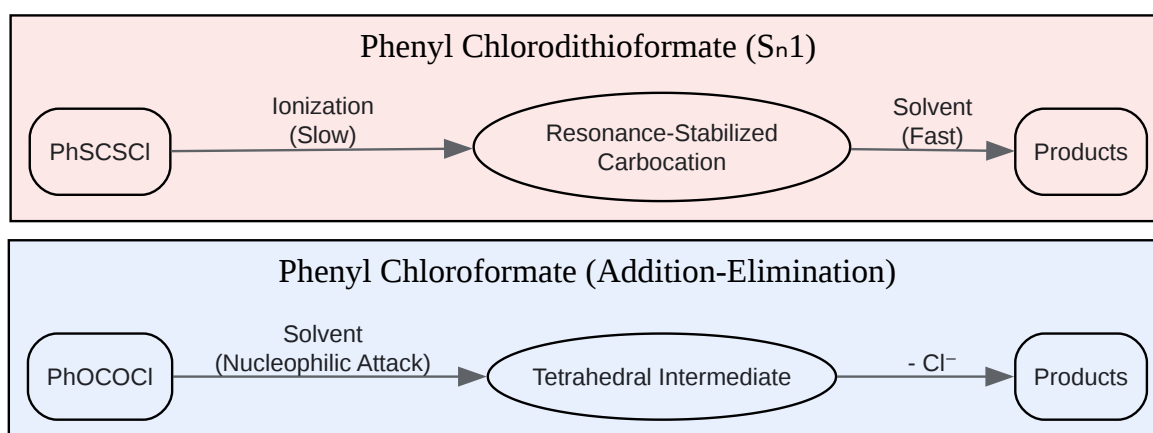 Phenyl Chlorodithioformate (Sₙ1)
Ionization
(Slow)
Solvent
(Fast)
PhSCSCl
Resonance-Stabilized
Carbocation
Products
Phenyl Chloroformate (Addition-Elimination)
Solvent
(Nucleophilic Attack)
- Cl⁻
PhOCOCl
Tetrahedral Intermediate
Products